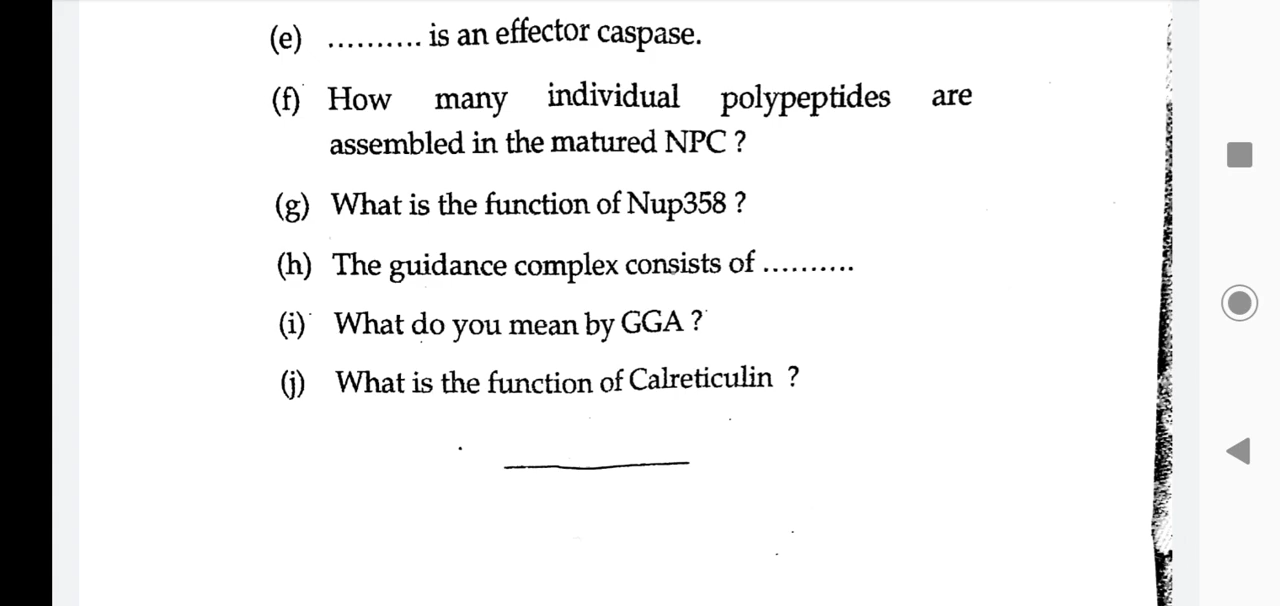 (e) .......... is an effector caspase.
(f) How many individual polypeptides are
assembled in the matured NPC ?
(g) What is the function of Nup358 ?
(h) The guidance complex consists of ..........
(i) What do you mean by GGA ?
(j) What is the function of Calreticulin ?